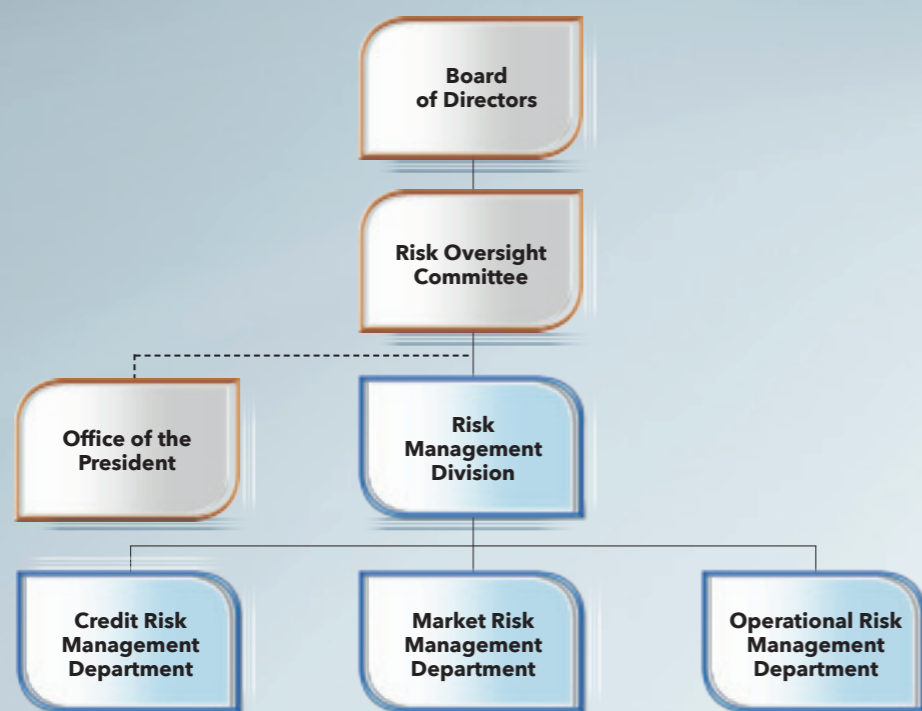 Board
of Directors
Risk Oversight
Committee
Office of the
President
Risk
Management
Division
Credit Risk
Management
Department
Market Risk
Management
Department
Operational Risk
Management
Department